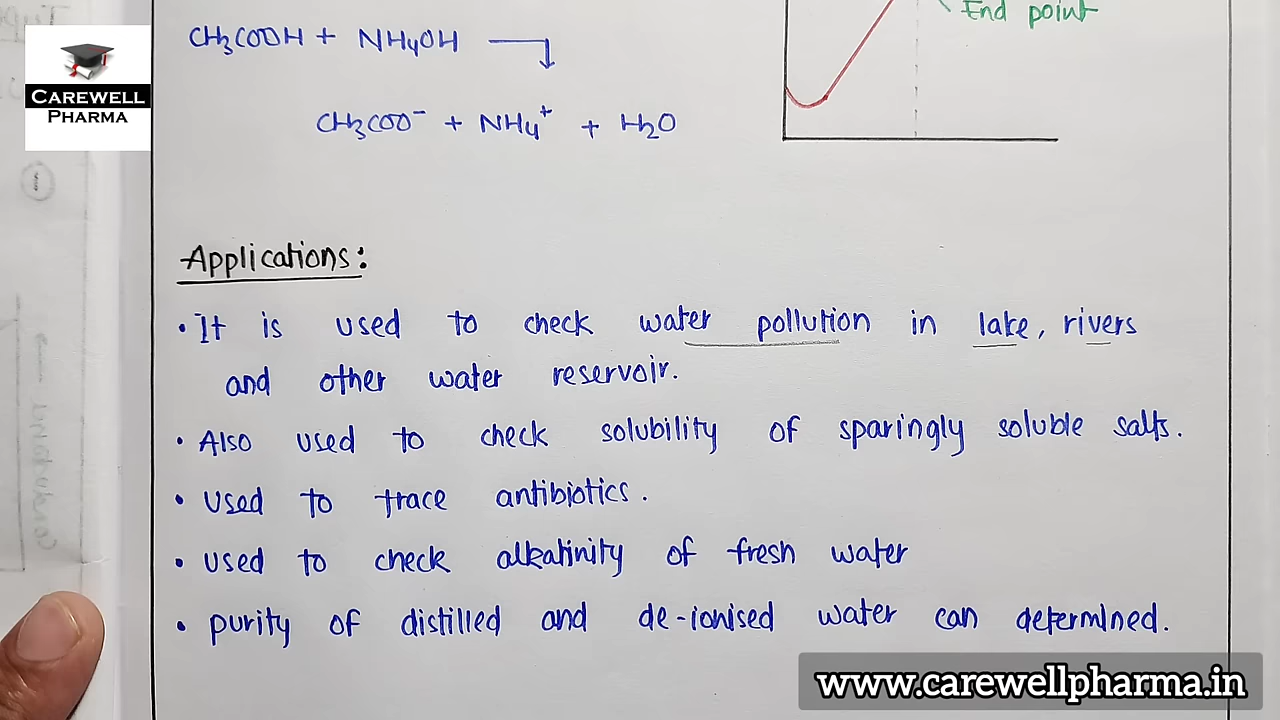 CH₃COOH + NH₄OH
CH₃COO⁻ + NH₄⁺ + H₂O
End point
CAREWELL
PHARMA
Applications:
• It is used to check water pollution in lake, rivers
and other water reservoir.
• Also used to check solubility of sparingly soluble salts.
• Used to trace antibiotics.
• Used to check alkatinity of fresh water
• purity of distilled and de-ionised water can determined.
www.carewellpharma.in